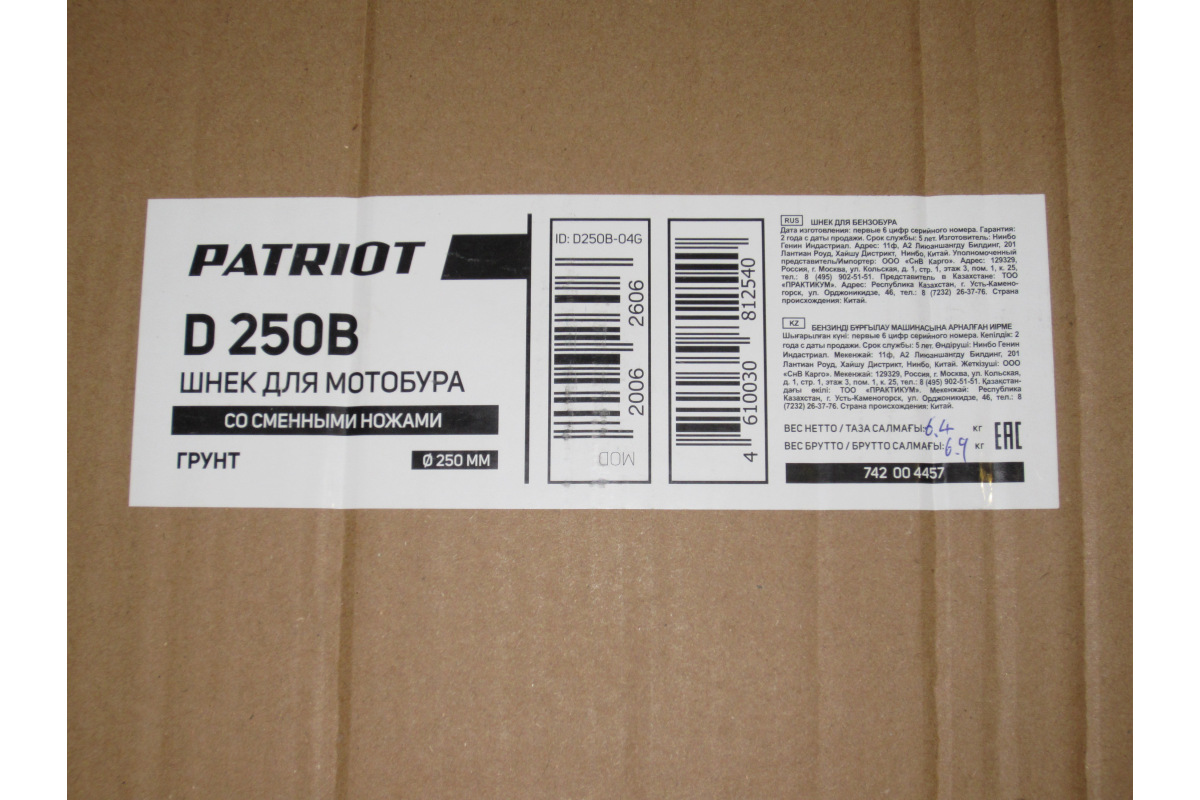 PATRIOT
D 250B
ШНЕК ДЛЯ МОТОБУРА
СО СМЕННЫМИ НОЖАМИ
ГРУНТ
Ø 250 ММ
ID: D250B-04G
2006 2606
MOD
4 610030 812540
RUS ШНЕК ДЛЯ БЕНЗОБУРА
Дата изготовления: первые 6 цифр серийного номера. Гарантия:
2 года с даты продажи. Срок службы: 5 лет. Изготовитель: Нинбо
Генин Индастриал. Адрес: 11ф, А2 Лиюаншангду Билдинг, 201
Лантиан Роуд, Хайшу Дистрикт, Нинбо, Китай. Уполномоченный
представитель/Импортер: ООО «СнВ Карго». Адрес: 129329,
Россия, г. Москва, ул. Кольская, д. 1, стр. 1, этаж 3, пом. 1, к. 25,
тел.: 8 (495) 902-51-51. Представитель в Казахстане: ТОО
«ПРАКТИКУМ». Адрес: Республика Казахстан, г. Усть-Камено-
горск, ул. Орджоникидзе, 46, тел.: 8 (7232) 26-37-76. Страна
происхождения: Китай.
KZ БЕНЗИНДІ БҰРҒЫЛАУ МАШИНАСЫНА АРНАЛҒАН ИІРМЕ
Шығарылған күні: первые 6 цифр серийного номера. Кепілдік: 2
года с даты продажи. Срок службы: 5 лет. Өндіруші: Нинбо Генин
Индастриал. Мекенжай: 11ф, А2 Лиюаншангду Билдинг, 201
Лантиан Роуд, Хайшу Дистрикт, Нинбо, Китай. Жеткізуші: ООО
«СнВ Карго». Мекенжай: 129329, Россия, г. Москва, ул. Кольская,
д. 1, стр. 1, этаж 3, пом. 1, к. 25, тел.: 8 (495) 902-51-51. Қазақстан-
дағы өкілі: ТОО «ПРАКТИКУМ». Мекенжай: Республика
Казахстан, г. Усть-Каменогорск, ул. Орджоникидзе, 46, тел.: 8
(7232) 26-37-76. Страна происхождения: Китай.
ВЕС НЕТТО / ТАЗА САЛМАҒЫ: 6.4 кг
ВЕС БРУТТО / БРУТТО САЛМАҒЫ: 6.9 кг
EAC
742 00 4457